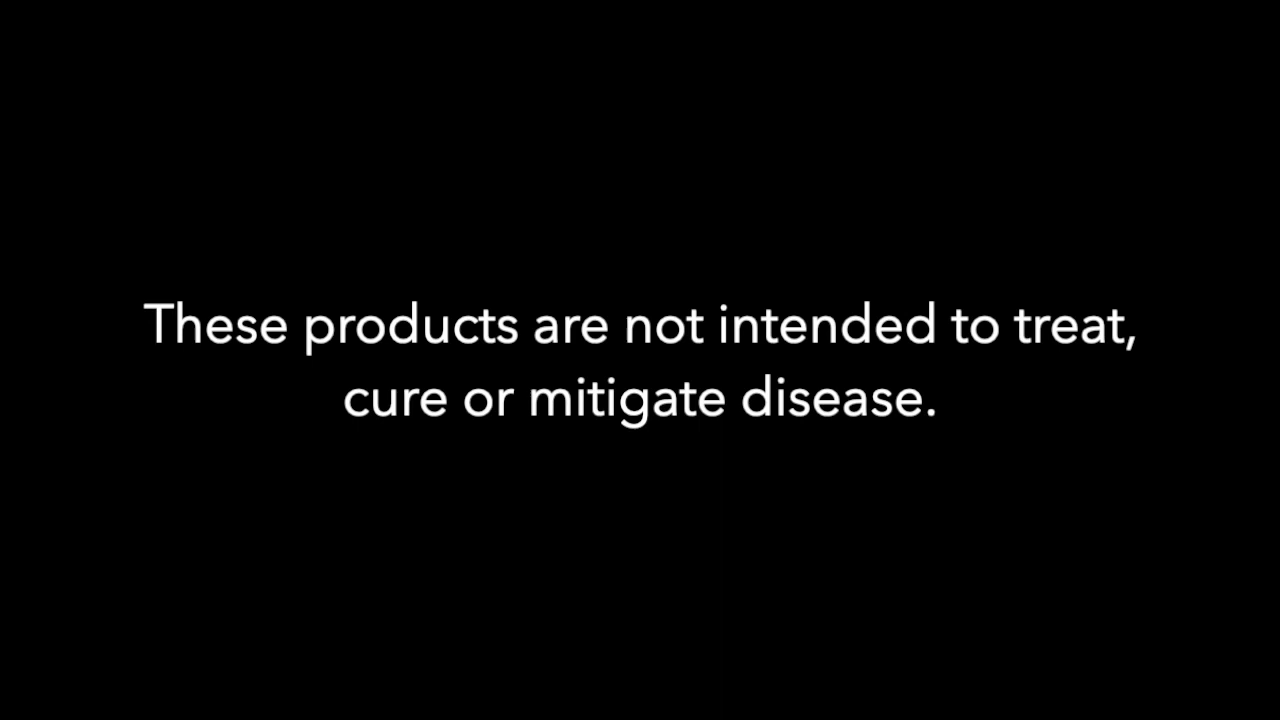 These products are not intended to treat,
cure or mitigate disease.